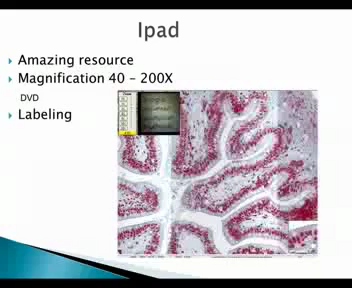 Ipad
Amazing resource
Magnification 40 – 200X
DVD
Labeling